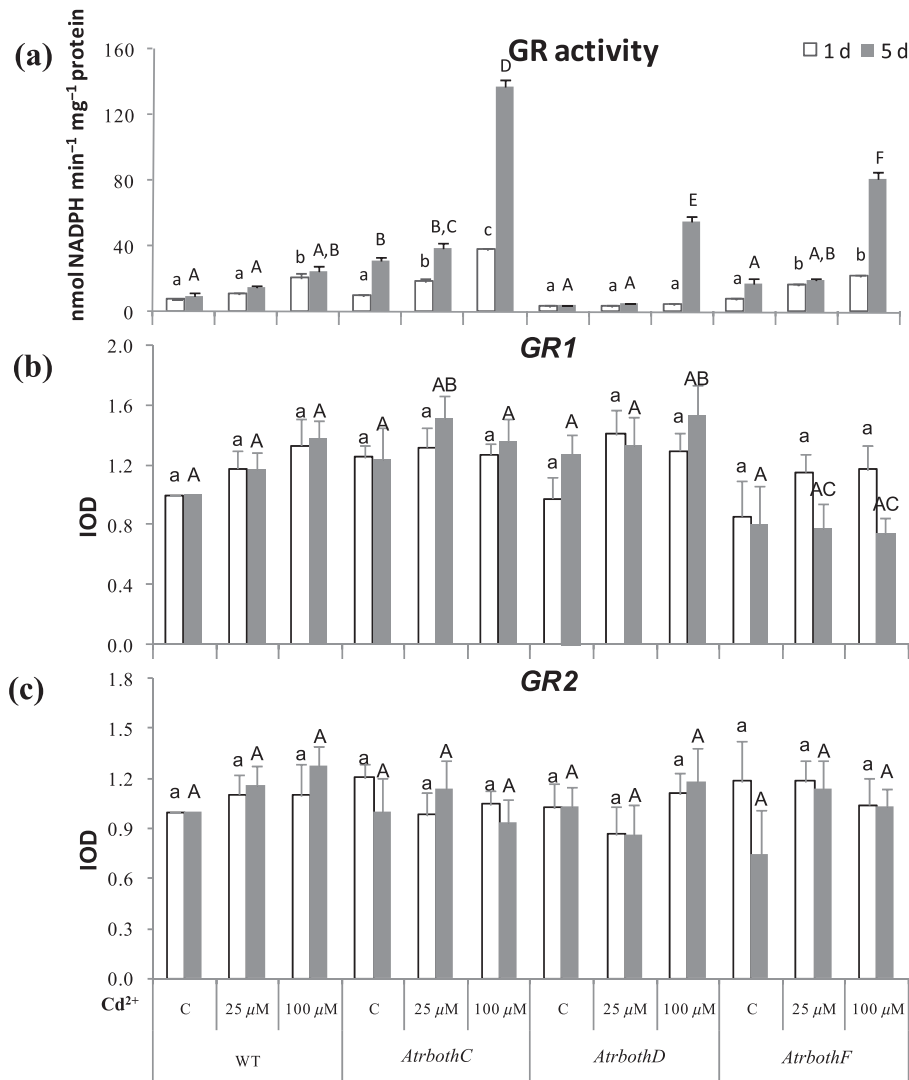 (a)
GR activity
1 d 5 d
nmol NADPH min⁻¹ mg⁻¹ protein
160
120
80
40
0
a A a A b A,B a B b B,C c D a A a A a E a A b A,B b F
(b)
GR1
IOD
2.0
1.6
1.2
0.8
0.4
0.0
a A a A a A a A a AB a A a A a A a AB a A a AC a AC
(c)
GR2
IOD
1.8
1.5
1.2
0.9
0.6
0.3
0.0
a A a A a A a A a A a A a A a A a A a A a A a A
Cd²⁺ C 25 µM 100 µM C 25 µM 100 µM C 25 µM 100 µM C 25 µM 100 µM
WT AtrbothC AtrbothD AtrbothF